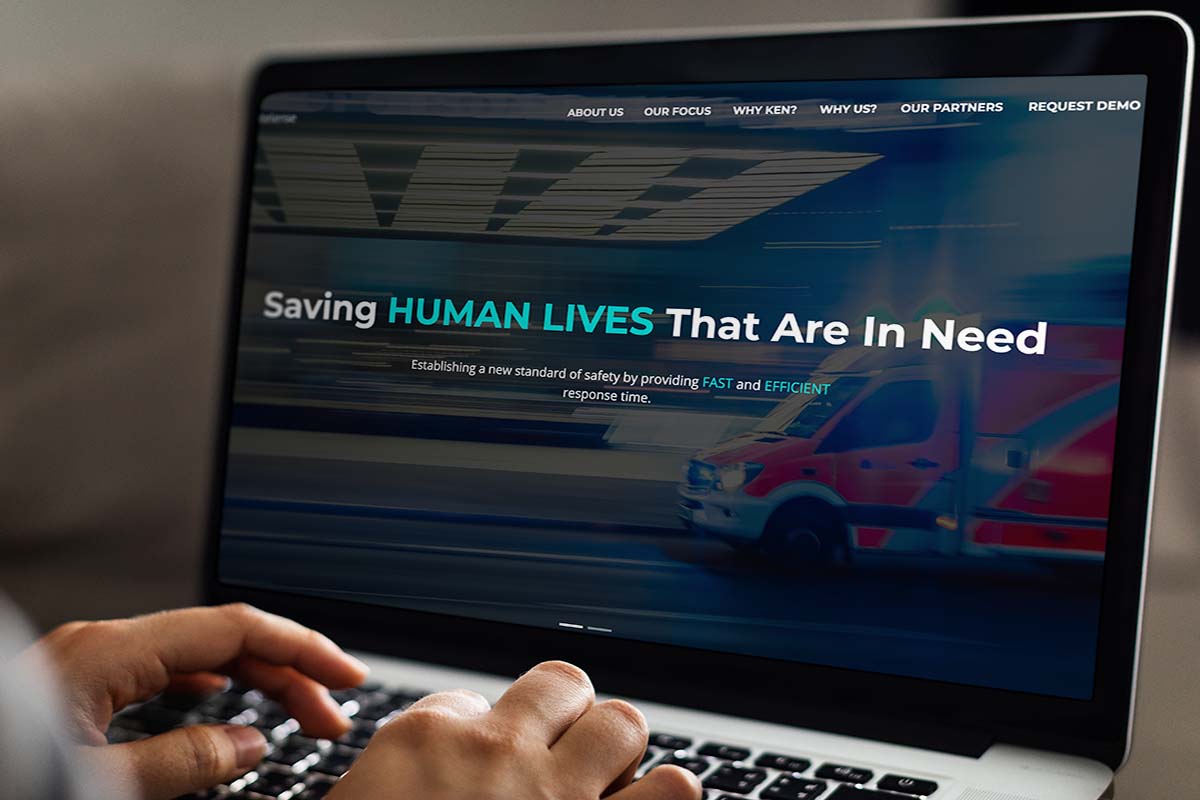 ABOUT US OUR FOCUS WHY KEN? WHY US? OUR PARTNERS REQUEST DEMO
Saving HUMAN LIVES That Are In Need
Establishing a new standard of safety by providing FAST and EFFICIENT
response time.